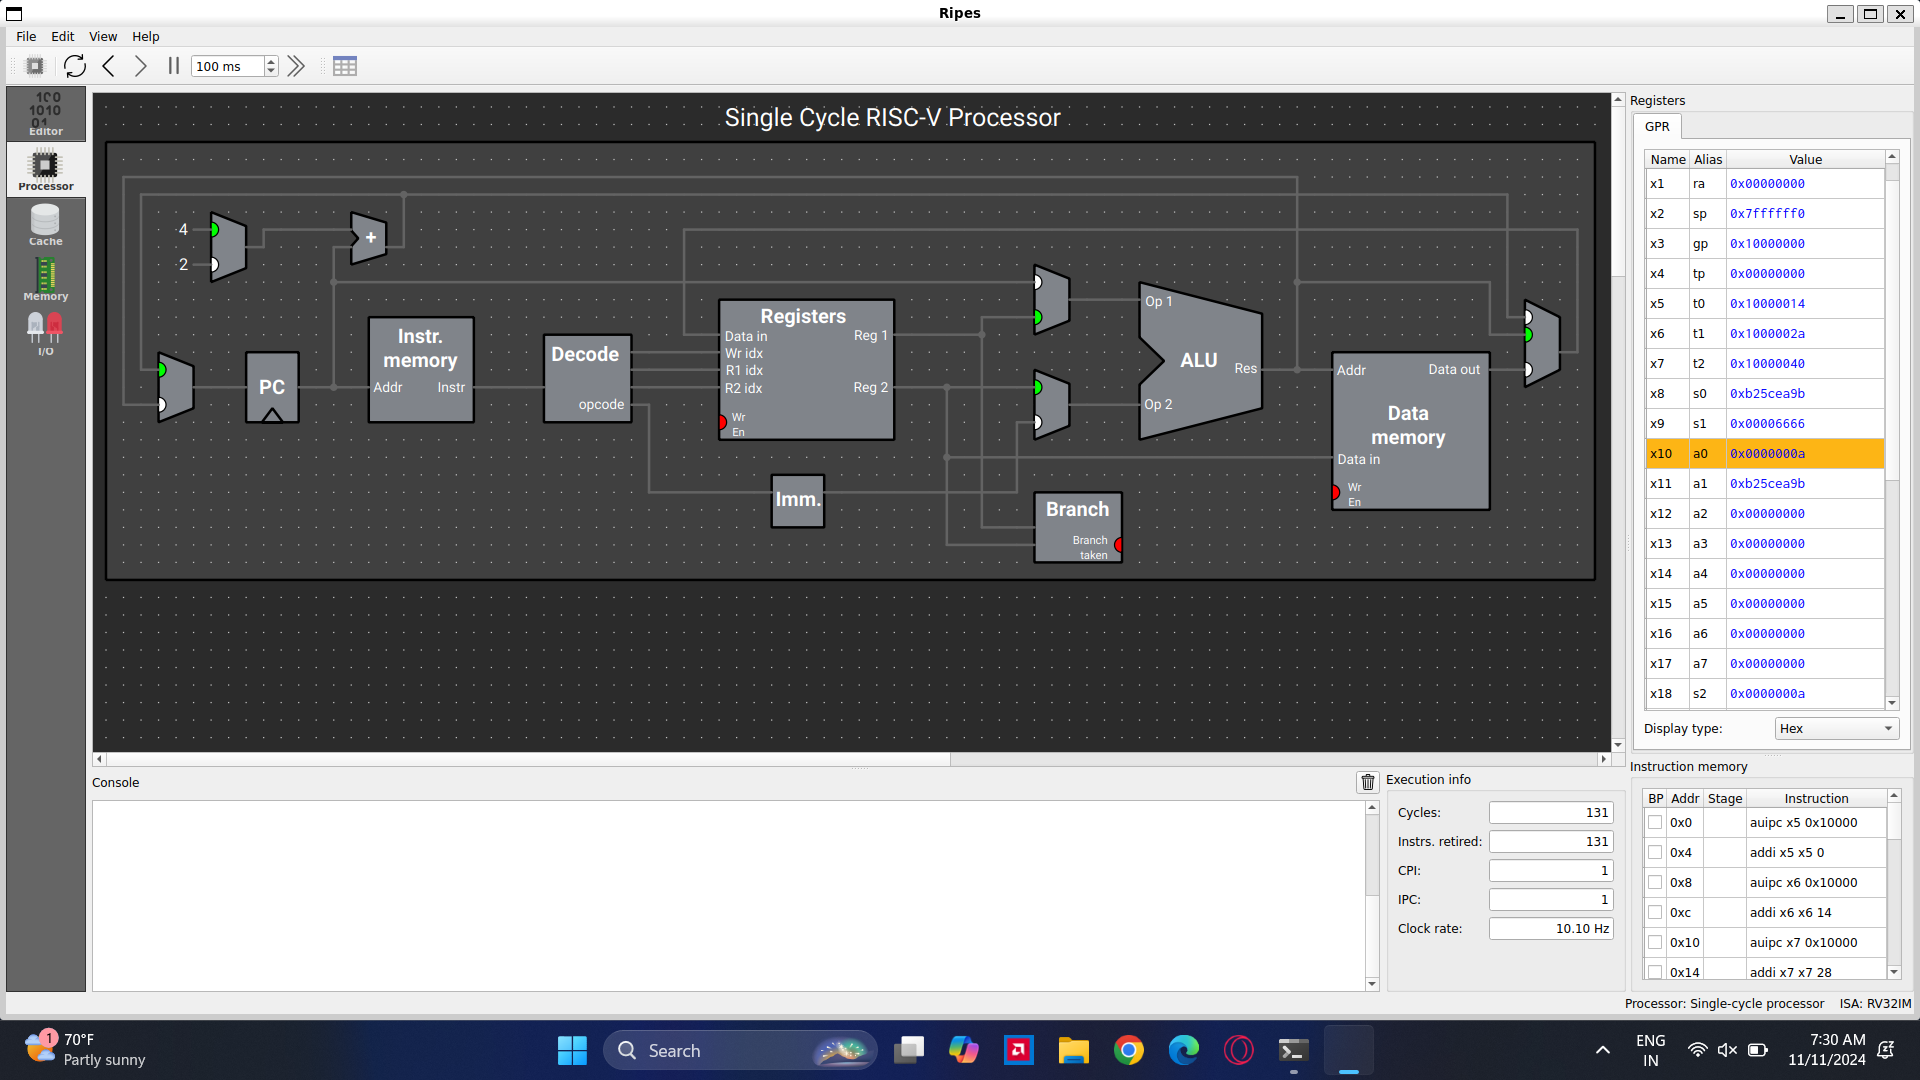 Ripes
File Edit View Help
100 ms
Editor
Processor
Cache
Memory
I/O
Single Cycle RISC-V Processor
4
2
+
PC
Instr. memory
Addr
Instr
Decode
opcode
Registers
Data in
Wr idx
R1 idx
R2 idx
Wr
En
Reg 1
Reg 2
Imm.
Op 1
ALU
Res
Op 2
Branch
Branch
taken
Addr
Data out
Data
memory
Data in
Wr
En
Console
Execution info
Cycles: 131
Instrs. retired: 131
CPI: 1
IPC: 1
Clock rate: 10.10 Hz
Registers
GPR
Name Alias Value
x1 ra 0x00000000
x2 sp 0x7ffffff0
x3 gp 0x10000000
x4 tp 0x00000000
x5 t0 0x10000014
x6 t1 0x1000002a
x7 t2 0x10000040
x8 s0 0xb25cea9b
x9 s1 0x00006666
x10 a0 0x0000000a
x11 a1 0xb25cea9b
x12 a2 0x00000000
x13 a3 0x00000000
x14 a4 0x00000000
x15 a5 0x00000000
x16 a6 0x00000000
x17 a7 0x00000000
x18 s2 0x0000000a
Display type: Hex
Instruction memory
BP Addr Stage Instruction
0x0 auipc x5 0x10000
0x4 addi x5 x5 0
0x8 auipc x6 0x10000
0xc addi x6 x6 14
0x10 auipc x7 0x10000
0x14 addi x7 x7 28
Processor: Single-cycle processor ISA: RV32IM
1
70°F
Partly sunny
Search
ENG
IN
7:30 AM
11/11/2024